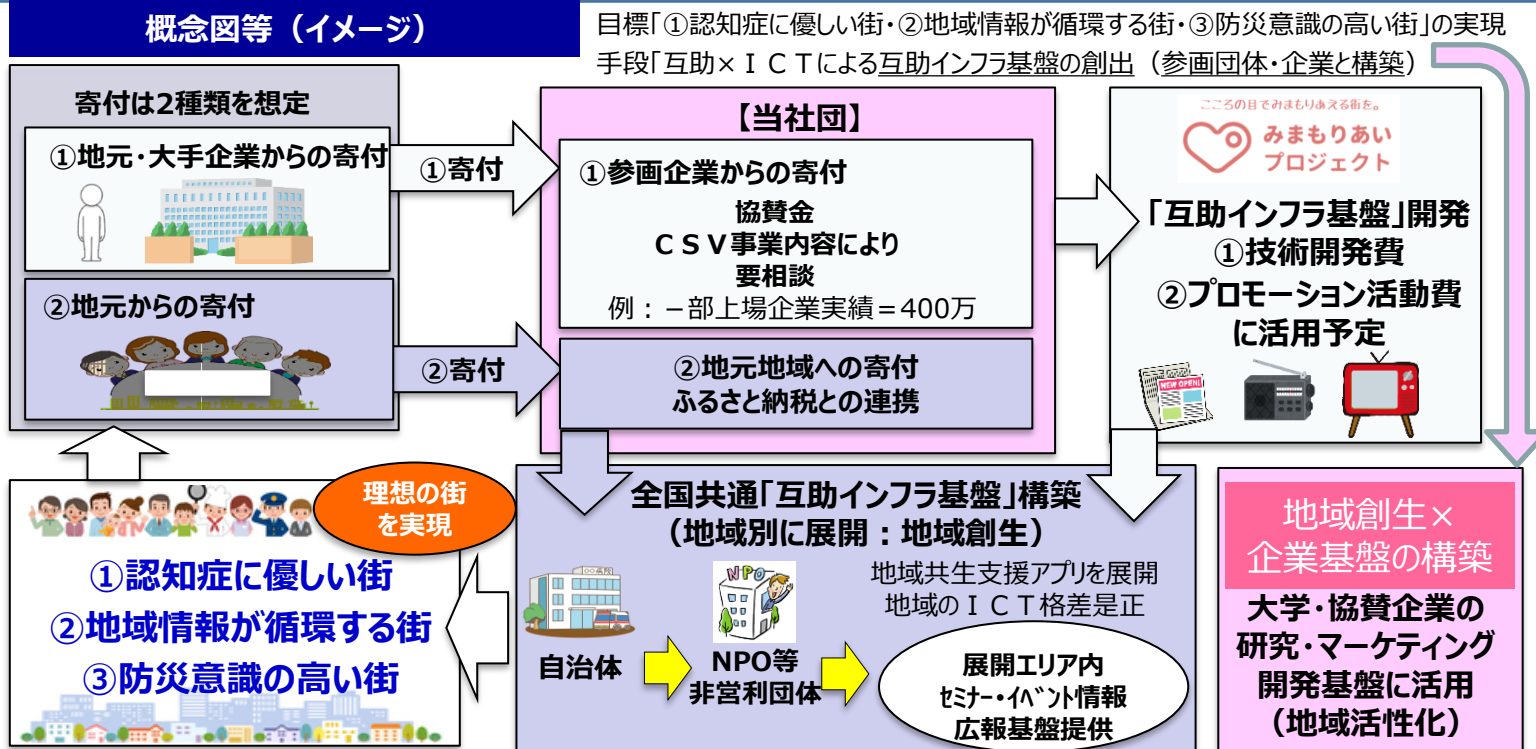 概念図等（イメージ）
目標「①認知症に優しい街・②地域情報が循環する街・③防災意識の高い街」の実現
手段「互助×ＩＣＴによる互助インフラ基盤の創出（参画団体・企業と構築）
寄付は2種類を想定
①地元・大手企業からの寄付
②地元からの寄付
①寄付
②寄付
【当社団】
①参画企業からの寄付
協賛金
ＣＳＶ事業内容により
要相談
例：－部上場企業実績＝400万
②地元地域への寄付
ふるさと納税との連携
こころの目でみまもりあえる街を。
みまもりあい
プロジェクト
「互助インフラ基盤」開発
①技術開発費
②プロモーション活動費
に活用予定
NEW OPEN!
理想の街
を実現
①認知症に優しい街
②地域情報が循環する街
③防災意識の高い街
全国共通「互助インフラ基盤」構築
（地域別に展開：地域創生）
地域共生支援アプリを展開
地域のＩＣＴ格差是正
○○病院
NPO
自治体
NPO等
非営利団体
展開エリア内
ｾﾐﾅｰ・ｲﾍﾞﾝﾄ情報
広報基盤提供
地域創生×
企業基盤の構築
大学・協賛企業の
研究・マーケティング
開発基盤に活用
（地域活性化）